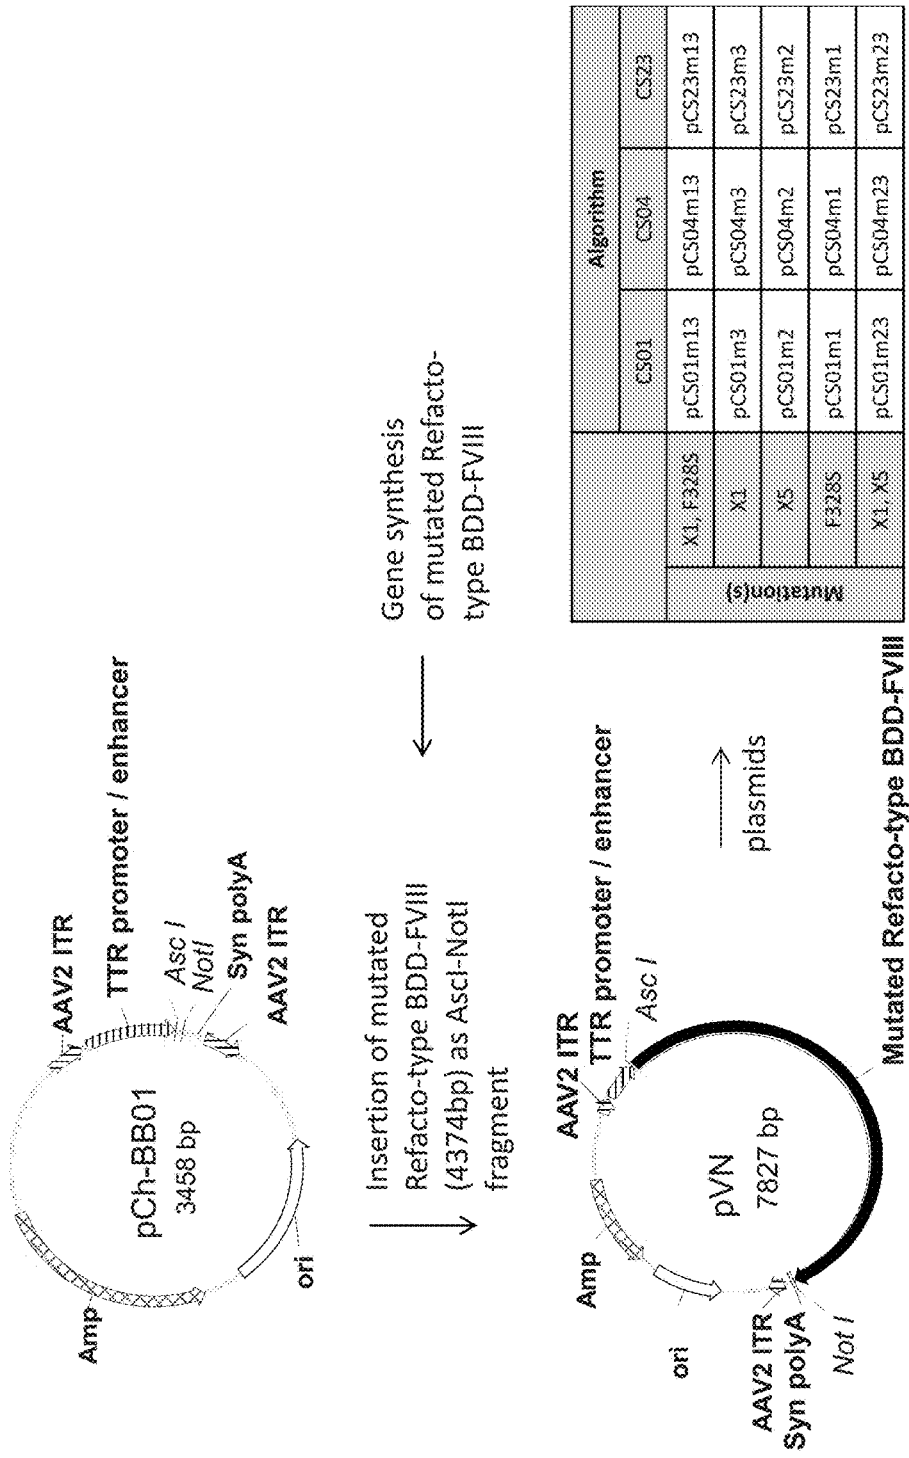 AAV2 ITR
TTR promoter / enhancer
Asc I
NotI
Syn polyA
AAV2 ITR
ori
Amp
pCh-BB01
3458 bp
Insertion of mutated
Refacto-type BDD-FVIII
(4374bp) as AscI-NotI
fragment
Gene synthesis
of mutated Refacto-
type BDD-FVIII
AAV2 ITR
TTR promoter / enhancer
Asc I
Amp
ori
pVN
7827 bp
AAV2 ITR
Syn polyA
Not I
Mutated Refacto-type BDD-FVIII
plasmids
Algorithm
CS01 CS04 CS23
Mutation(s)
X1, F328S pCS01m13 pCS04m13 pCS23m13
X1 pCS01m3 pCS04m3 pCS23m3
X5 pCS01m2 pCS04m2 pCS23m2
F328S pCS01m1 pCS04m1 pCS23m1
X1, X5 pCS01m23 pCS04m23 pCS23m23